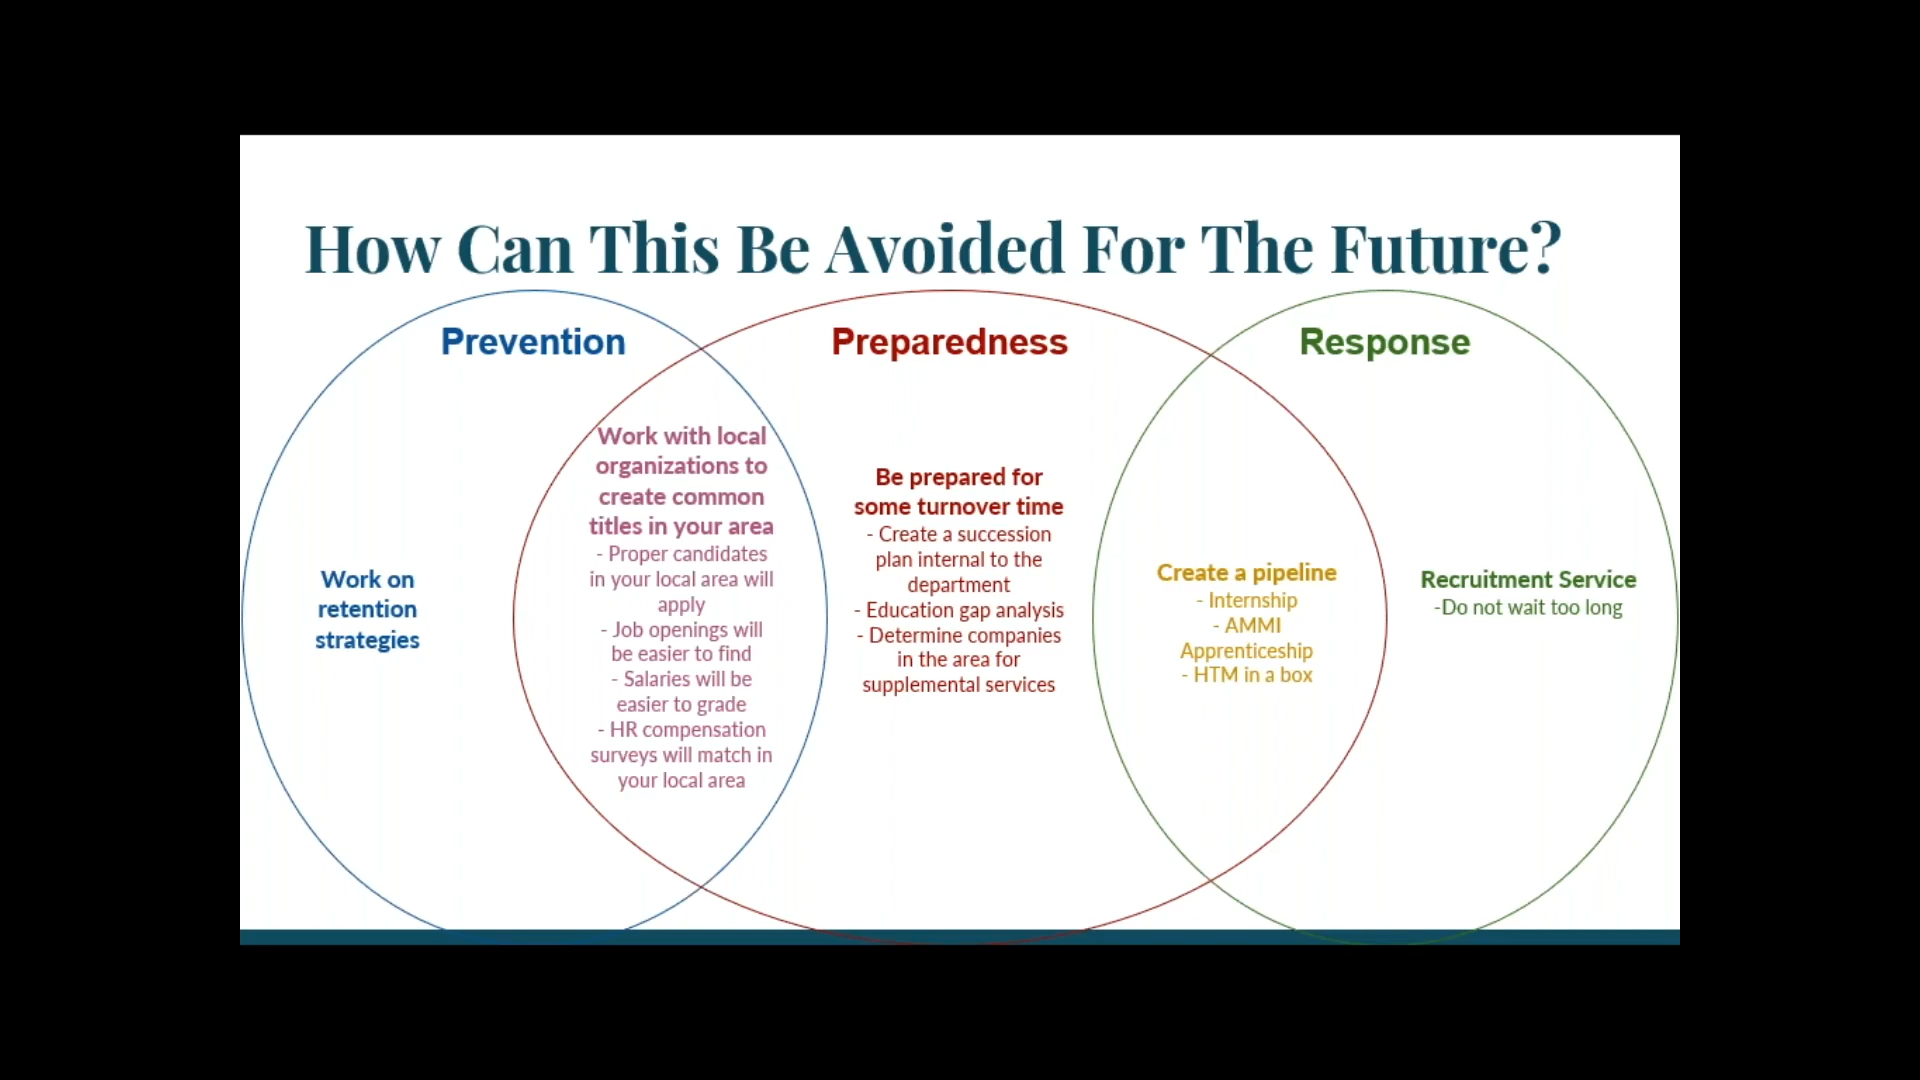 How Can This Be Avoided For The Future?
Prevention
Work on
retention
strategies
Work with local
organizations to
create common
titles in your area
- Proper candidates
in your local area will
apply
- Job openings will
be easier to find
- Salaries will be
easier to grade
- HR compensation
surveys will match in
your local area
Preparedness
Be prepared for
some turnover time
- Create a succession
plan internal to the
department
- Education gap analysis
- Determine companies
in the area for
supplemental services
Create a pipeline
- Internship
- AMMI
Apprenticeship
- HTM in a box
Response
Recruitment Service
-Do not wait too long